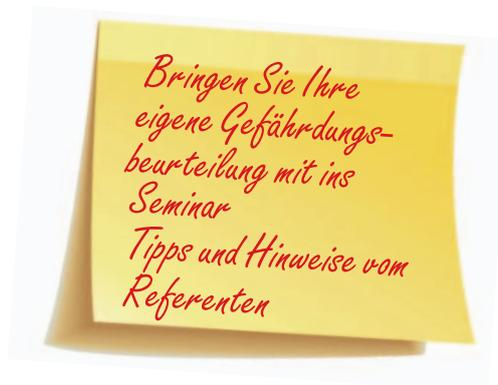 Bringen Sie Ihre
eigene Gefährdungs-
beurteilung mit ins
Seminar
Tipps und Hinweise vom
Referenten